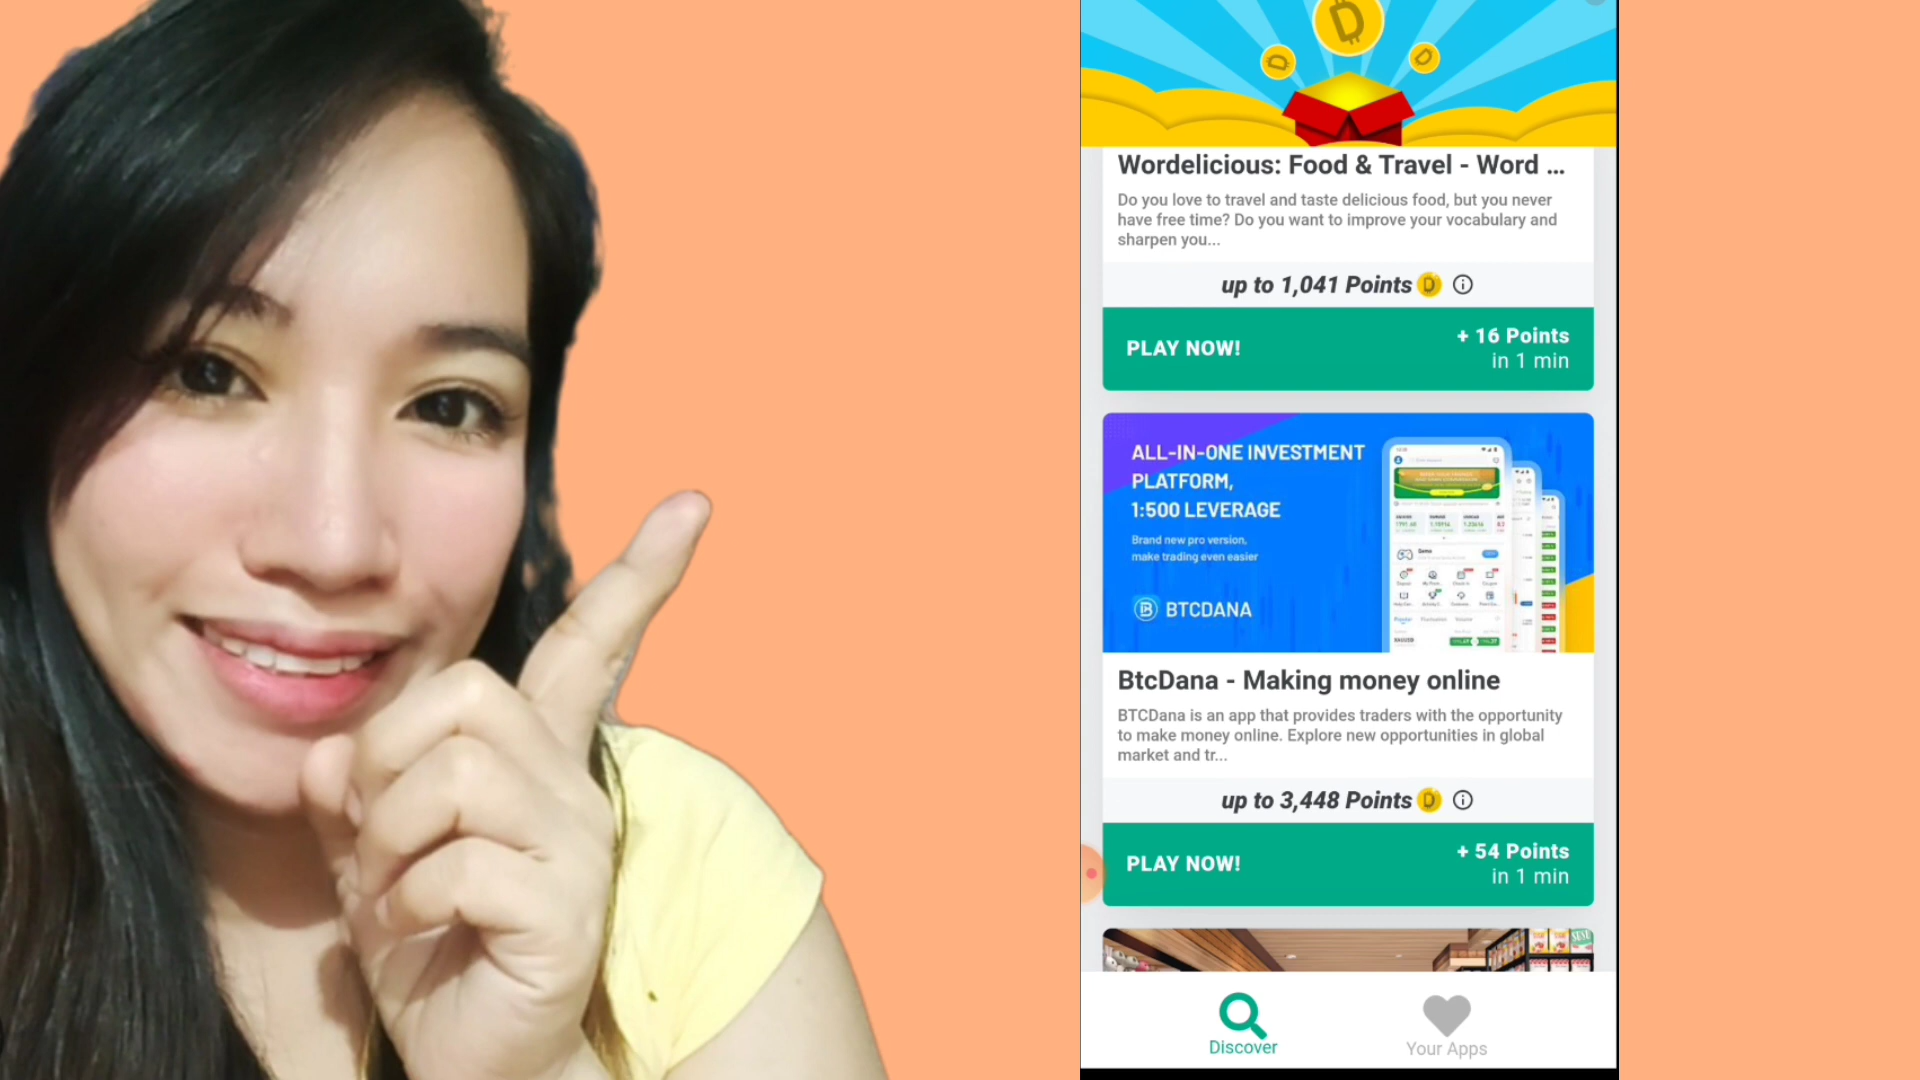 Wordelicious: Food & Travel - Word ...
Do you love to travel and taste delicious food, but you never
have free time? Do you want to improve your vocabulary and
sharpen you...
up to 1,041 Points
PLAY NOW!
+ 16 Points
in 1 min
ALL-IN-ONE INVESTMENT
PLATFORM,
1:500 LEVERAGE
Brand new pro version,
make trading even easier
BTCDANA
BtcDana - Making money online
BTCDana is an app that provides traders with the opportunity
to make money online. Explore new opportunities in global
market and tr...
up to 3,448 Points
PLAY NOW!
+ 54 Points
in 1 min
Discover
Your Apps